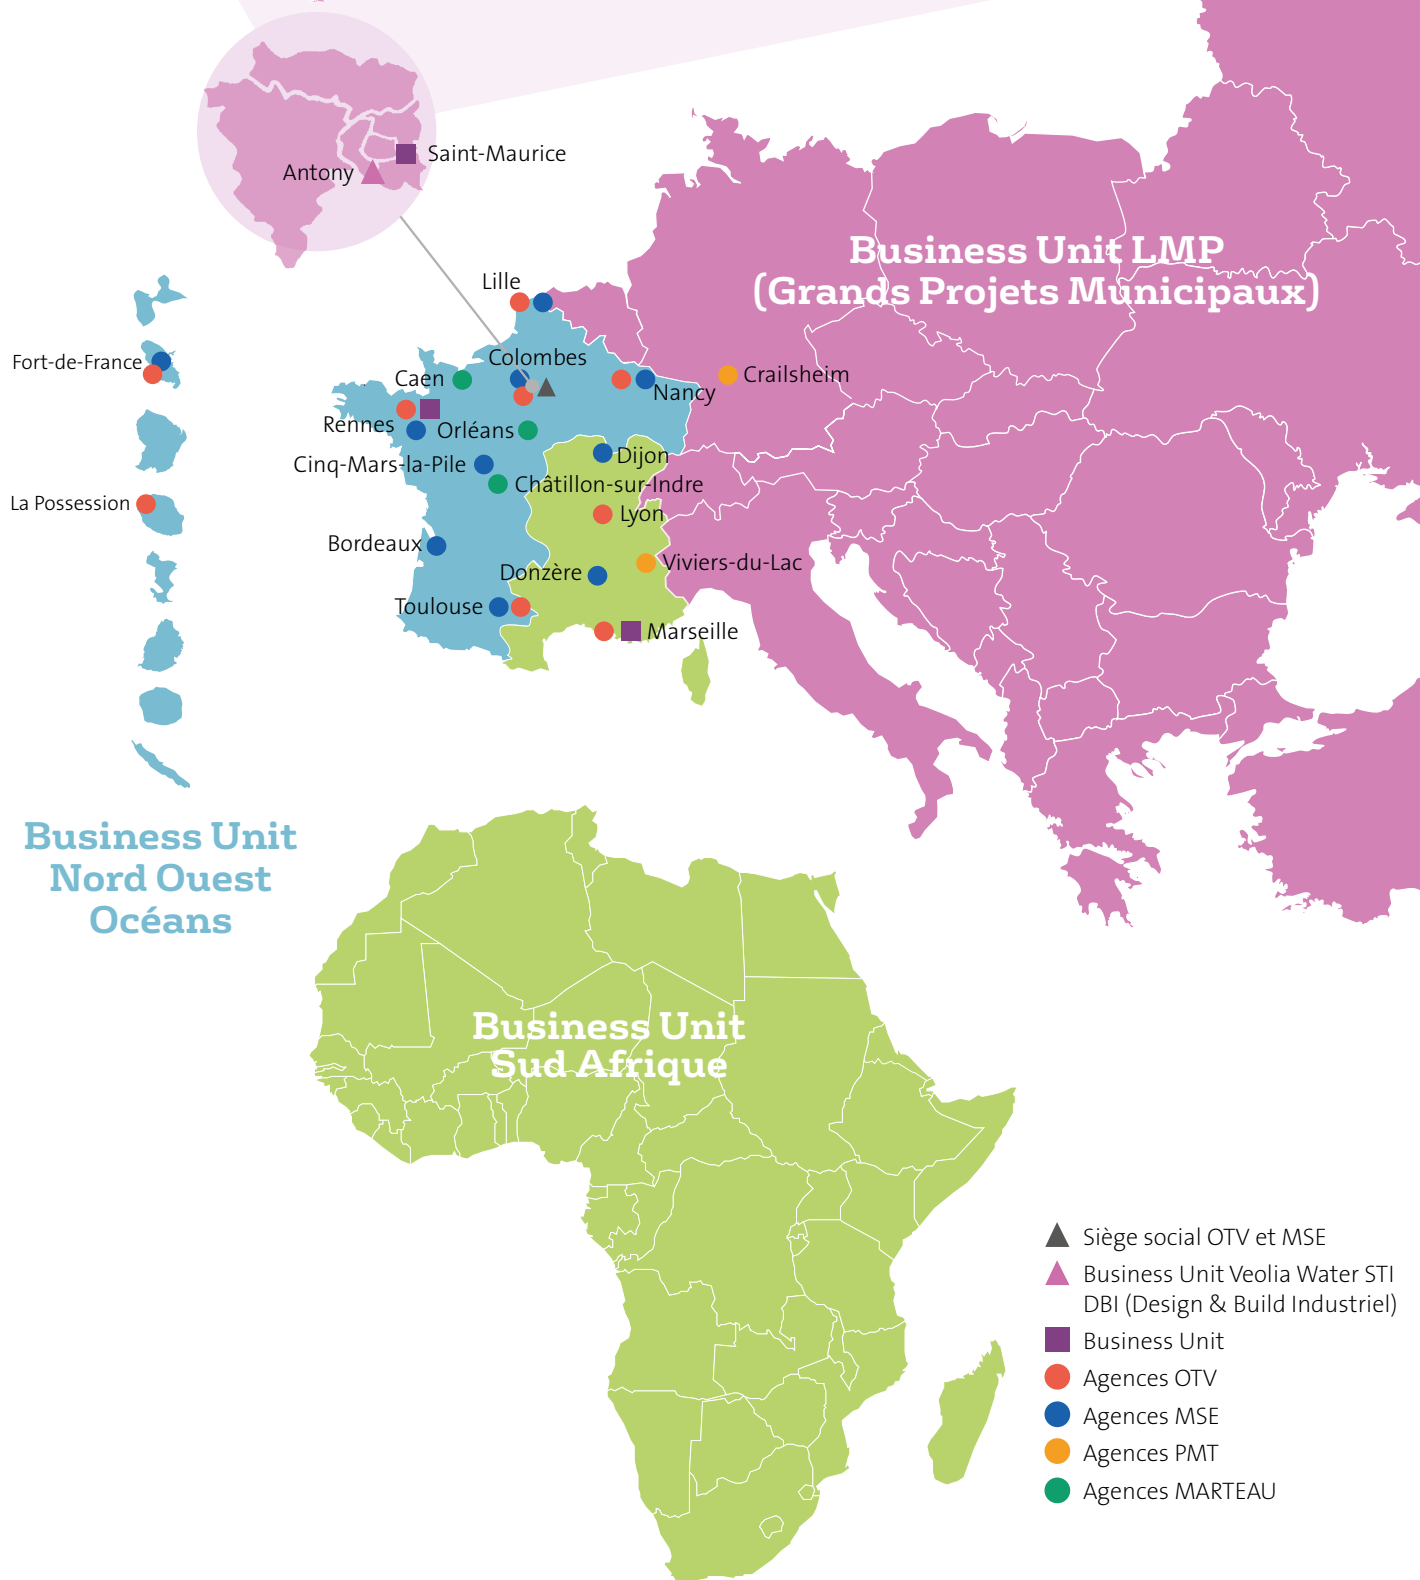 Saint-Maurice
Antony
Business Unit LMP
(Grands Projets Municipaux)
Lille
Fort-de-France
Colombes
Caen
Crailsheim
Nancy
Rennes
Orléans
Dijon
Cinq-Mars-la-Pile
Châtillon-sur-Indre
La Possession
Lyon
Bordeaux
Viviers-du-Lac
Donzère
Toulouse
Marseille
Business Unit
Nord Ouest
Océans
Business Unit
Sud Afrique
Siège social OTV et MSE
Business Unit Veolia Water STI
DBI (Design & Build Industriel)
Business Unit
Agences OTV
Agences MSE
Agences PMT
Agences MARTEAU